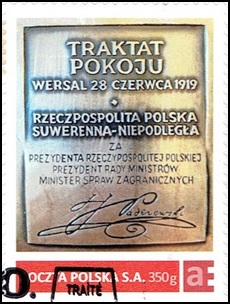 TRAKTAT
POKOJU
WERSAL 28 CZERWCA 1919
RZECZPOSPOLITA POLSKA
SUWERENNA-NIEPODLEGŁA
ZA
PREZYDENTA RZECZYPOSPOLITEJ POLSKIEJ
PREZYDENT RADY MINISTRÓW
MINISTER SPRAW ZAGRANICZNYCH
Paderewski
OCZTA POLSKA S.A. 350g a
O.
TRAITÉ